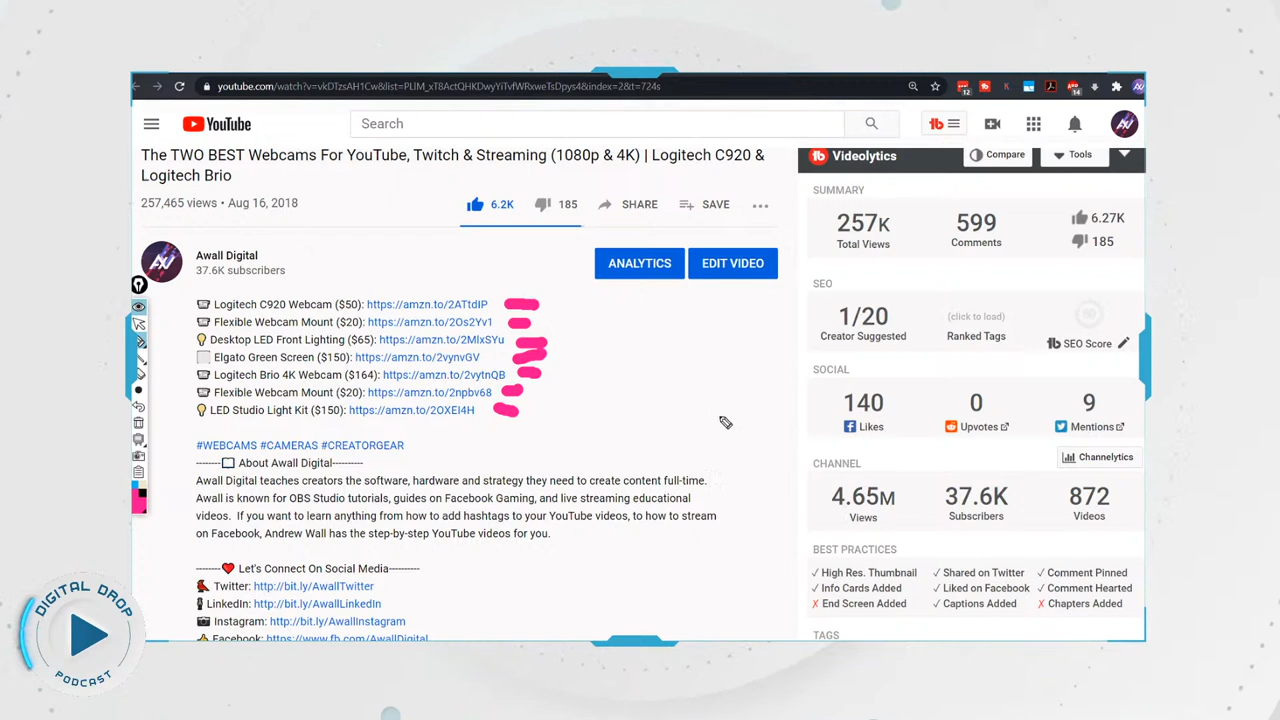 youtube.com/watch?v=vkDTzsAH1Cw&list=PLlM_xT8ActQHKDwyYiTvfWRxweTsDpys4&index=2&t=724s
12
14
YouTube
Search
The TWO BEST Webcams For YouTube, Twitch & Streaming (1080p & 4K) | Logitech C920 &
Logitech Brio
257,465 views • Aug 16, 2018
6.2K
185
SHARE
SAVE
Awall Digital
37.6K subscribers
ANALYTICS
EDIT VIDEO
Logitech C920 Webcam ($50): https://amzn.to/2ATtdIP
Flexible Webcam Mount ($20): https://amzn.to/2Os2Yv1
Desktop LED Front Lighting ($65): https://amzn.to/2MlxSYu
Elgato Green Screen ($150): https://amzn.to/2vynvGV
Logitech Brio 4K Webcam ($164): https://amzn.to/2vytnQB
Flexible Webcam Mount ($20): https://amzn.to/2npbv68
LED Studio Light Kit ($150): https://amzn.to/2OXEI4H
#WEBCAMS #CAMERAS #CREATORGEAR
--------- About Awall Digital----------
Awall Digital teaches creators the software, hardware and strategy they need to create content full-time.
Awall is known for OBS Studio tutorials, guides on Facebook Gaming, and live streaming educational
videos. If you want to learn anything from how to add hashtags to your YouTube videos, to how to stream
on Facebook, Andrew Wall has the step-by-step YouTube videos for you.
--------- Let's Connect On Social Media----------
Twitter: http://bit.ly/AwallTwitter
LinkedIn: http://bit.ly/AwallLinkedIn
Instagram: http://bit.ly/AwallInstagram
Facebook: https://www.fb.com/AwallDigital
tb Videolytics
Compare
Tools
SUMMARY
257K
Total Views
599
Comments
6.27K
185
SEO
1/20
Creator Suggested
(click to load)
Ranked Tags
tb SEO Score
SOCIAL
140
Likes
0
Upvotes
9
Mentions
CHANNEL
Channelytics
4.65M
Views
37.6K
Subscribers
872
Videos
BEST PRACTICES
✓ High Res. Thumbnail ✓ Shared on Twitter ✓ Comment Pinned
✓ Info Cards Added ✓ Liked on Facebook ✓ Comment Hearted
✗ End Screen Added ✓ Captions Added ✗ Chapters Added
TAGS
DIGITAL DROP
PODCAST